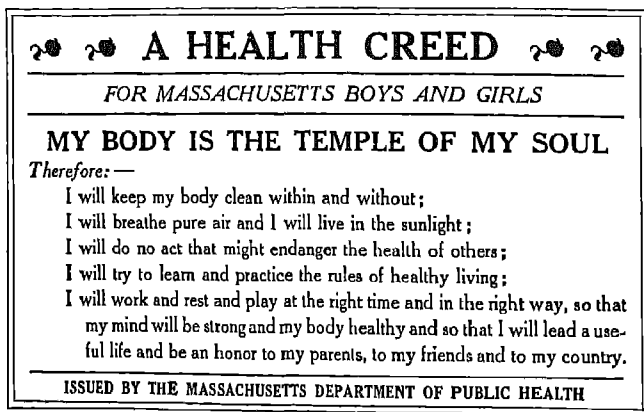 A HEALTH CREED
FOR MASSACHUSETTS BOYS AND GIRLS
MY BODY IS THE TEMPLE OF MY SOUL
Therefore: —
I will keep my body clean within and without;
I will breathe pure air and I will live in the sunlight;
I will do no act that might endanger the health of others;
I will try to learn and practice the rules of healthy living;
I will work and rest and play at the right time and in the right way, so that
my mind will be strong and my body healthy and so that I will lead a use-
ful life and be an honor to my parents, to my friends and to my country.
ISSUED BY THE MASSACHUSETTS DEPARTMENT OF PUBLIC HEALTH